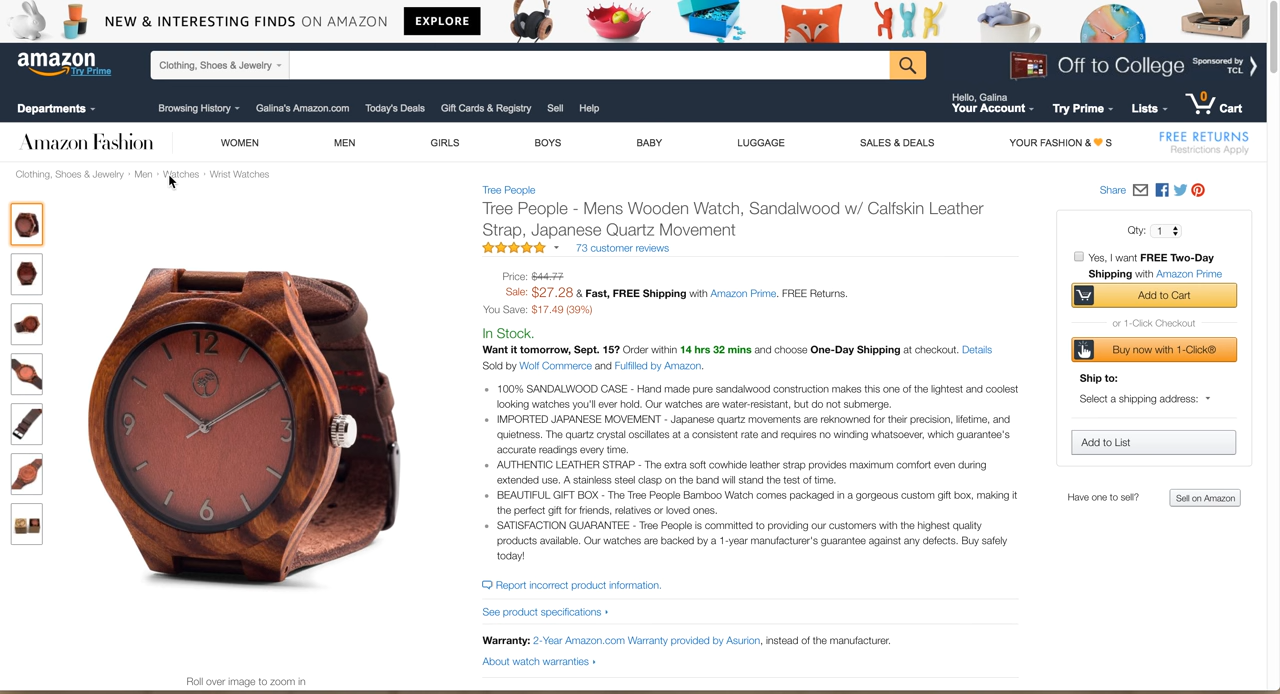 NEW & INTERESTING FINDS ON AMAZON EXPLORE
amazon
Try Prime
Clothing, Shoes & Jewelry
Off to College
Sponsored by
TCL
Departments
Browsing History
Galina's Amazon.com
Today's Deals
Gift Cards & Registry
Sell
Help
Hello, Galina
Your Account
Try Prime
Lists
0
Cart
Amazon Fashion
WOMEN
MEN
GIRLS
BOYS
BABY
LUGGAGE
SALES & DEALS
YOUR FASHION & 🧡 S
FREE RETURNS
Restrictions Apply
Clothing, Shoes & Jewelry › Men › Watches › Wrist Watches
Tree People
Tree People - Mens Wooden Watch, Sandalwood w/ Calfskin Leather
Strap, Japanese Quartz Movement
73 customer reviews
Price: $44.77
Sale: $27.28 & Fast, FREE Shipping with Amazon Prime. FREE Returns.
You Save: $17.49 (39%)
In Stock.
Want it tomorrow, Sept. 15? Order within 14 hrs 32 mins and choose One-Day Shipping at checkout. Details
Sold by Wolf Commerce and Fulfilled by Amazon.
100% SANDALWOOD CASE - Hand made pure sandalwood construction makes this one of the lightest and coolest
looking watches you'll ever hold. Our watches are water-resistant, but do not submerge.
IMPORTED JAPANESE MOVEMENT - Japanese quartz movements are reknowned for their precision, lifetime, and
quietness. The quartz crystal oscillates at a consistent rate and requires no winding whatsoever, which guarantee's
accurate readings every time.
AUTHENTIC LEATHER STRAP - The extra soft cowhide leather strap provides maximum comfort even during
extended use. A stainless steel clasp on the band will stand the test of time.
BEAUTIFUL GIFT BOX - The Tree People Bamboo Watch comes packaged in a gorgeous custom gift box, making it
the perfect gift for friends, relatives or loved ones.
SATISFACTION GUARANTEE - Tree People is committed to providing our customers with the highest quality
products available. Our watches are backed by a 1-year manufacturer's guarantee against any defects. Buy safely
today!
Report incorrect product information.
See product specifications
Warranty: 2-Year Amazon.com Warranty provided by Asurion, instead of the manufacturer.
About watch warranties
Share
Qty: 1
Yes, I want FREE Two-Day
Shipping with Amazon Prime
Add to Cart
or 1-Click Checkout
Buy now with 1-Click®
Ship to:
Select a shipping address:
Add to List
Have one to sell?
Sell on Amazon
12
3
6
9
Roll over image to zoom in